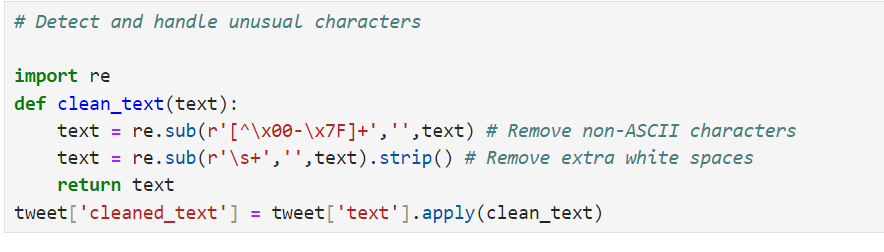 # Detect and handle unusual characters
import re
def clean_text(text):
    text = re.sub(r'[^\x00-\x7F]+','',text) # Remove non-ASCII characters
    text = re.sub(r'\s+','',text).strip() # Remove extra white spaces
    return text
tweet['cleaned_text'] = tweet['text'].apply(clean_text)